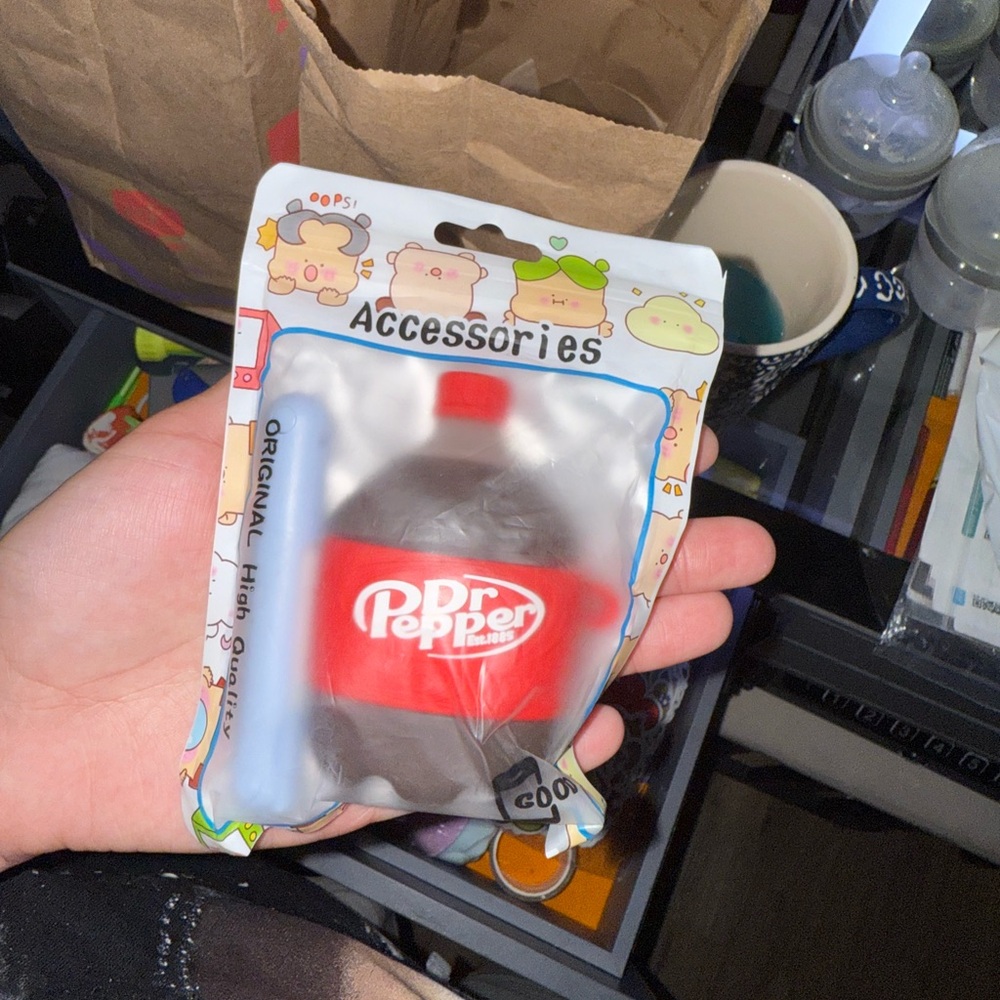 OOPS!
Accessories
ORIGINAL High Quality
Dr
Pepper
Est.1885
GOOD